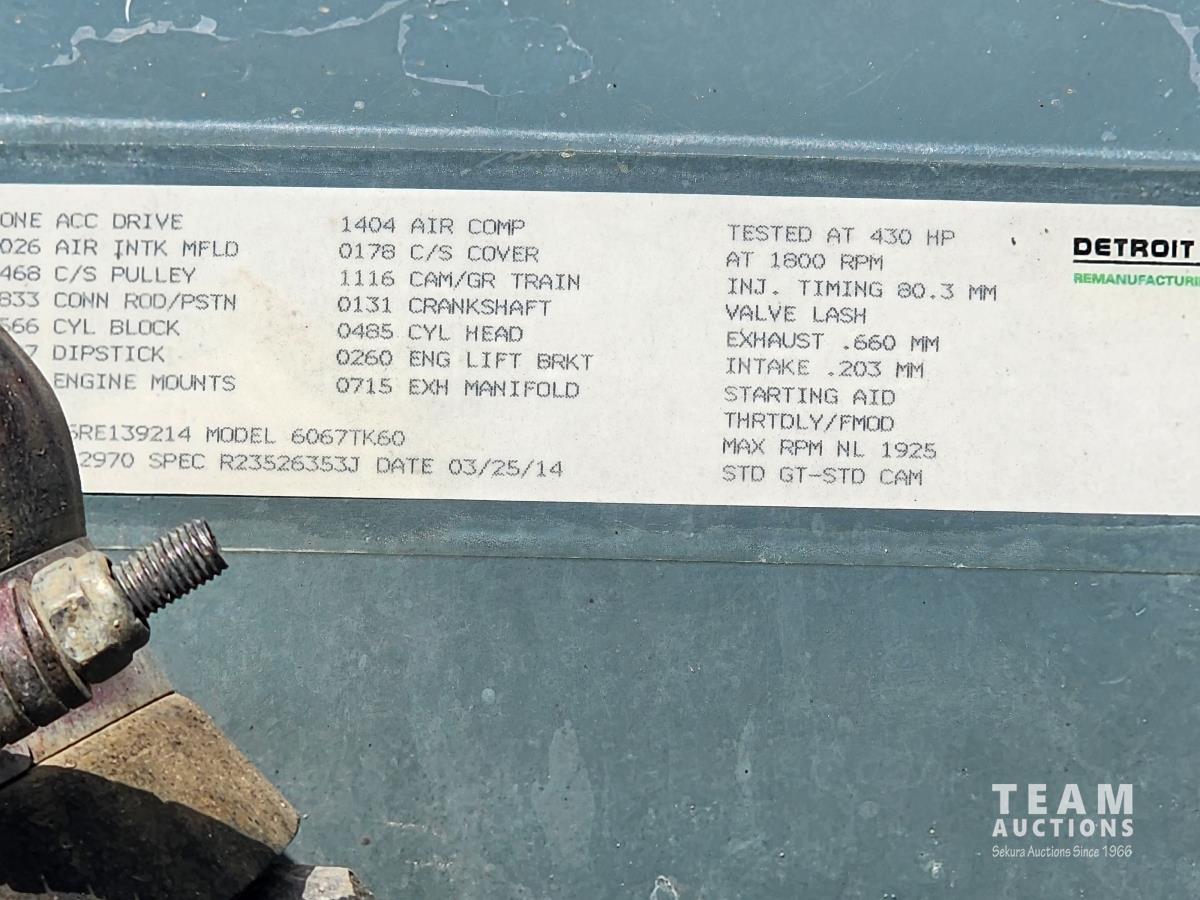 ONE ACC DRIVE
026 AIR INTK MFLD
468 C/S PULLEY
833 CONN ROD/PSTN
566 CYL BLOCK
7 DIPSTICK
ENGINE MOUNTS
1404 AIR COMP
0178 C/S COVER
1116 CAM/GR TRAIN
0131 CRANKSHAFT
0485 CYL HEAD
0260 ENG LIFT BRKT
0715 EXH MANIFOLD
6RE139214 MODEL 6067TK60
2970 SPEC R23526353J DATE 03/25/14
TESTED AT 430 HP
AT 1800 RPM
INJ. TIMING 80.3 MM
VALVE LASH
EXHAUST .660 MM
INTAKE .203 MM
STARTING AID
THRTDLY/FMOD
MAX RPM NL 1925
STD GT-STD CAM
DETROIT
REMANUFACTURI
TEAM
AUCTIONS
Sekura Auctions Since 1966